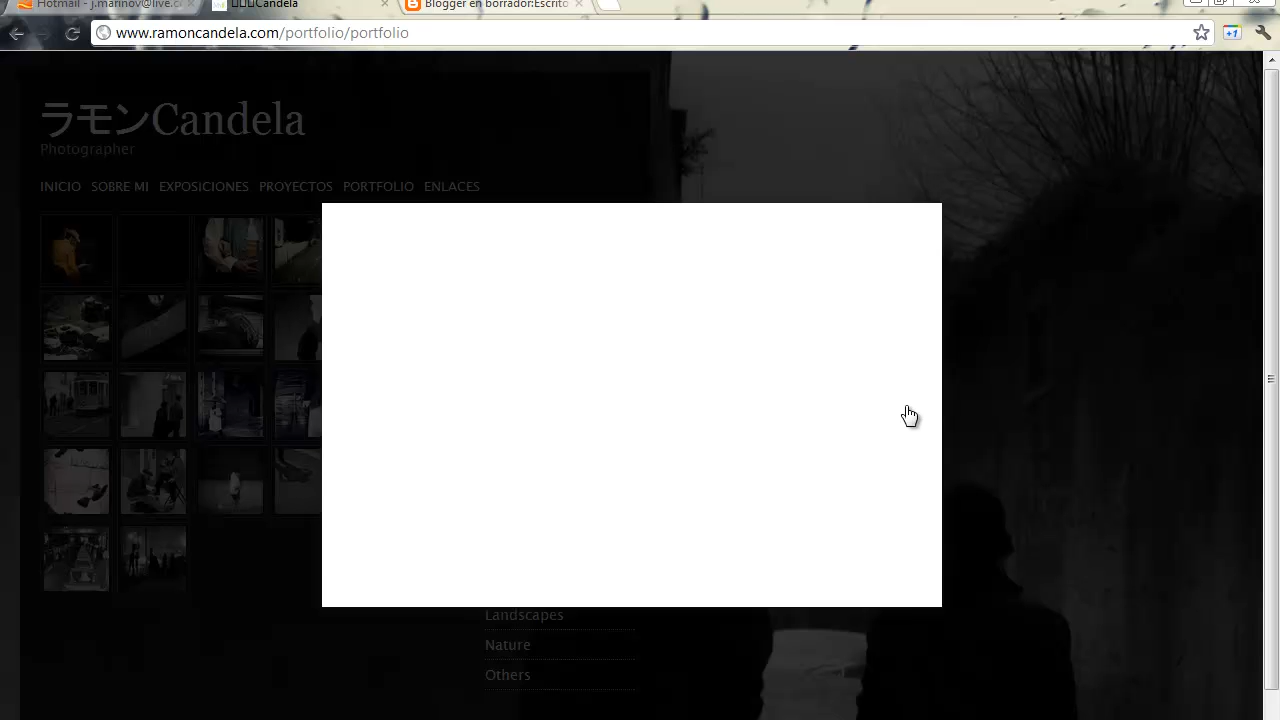 Hotmail - j.marinov@live.c
Candela
Blogger en borrador:Escrito
www.ramoncandela.com/portfolio/portfolio
+1
ラモンCandela
Photographer
INICIO SOBRE MI EXPOSICIONES PROYECTOS PORTFOLIO ENLACES
Landscapes
Nature
Others